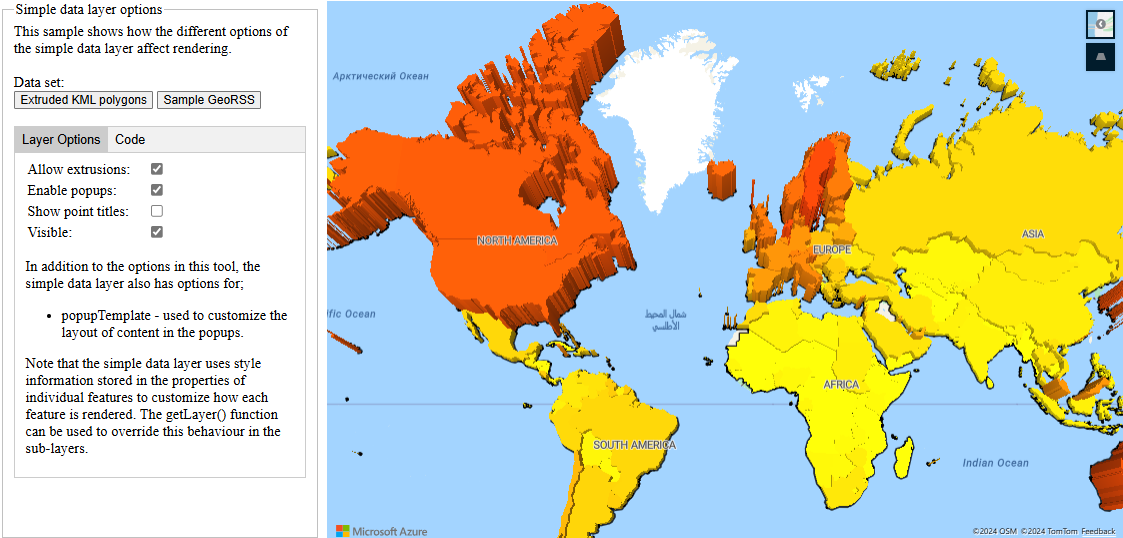 Simple data layer options
This sample shows how the different options of
the simple data layer affect rendering.
Data set:
Extruded KML polygons Sample GeoRSS
Layer Options Code
Allow extrusions:
Enable popups:
Show point titles:
Visible:
In addition to the options in this tool, the
simple data layer also has options for;
• popupTemplate - used to customize the
layout of content in the popups.
Note that the simple data layer uses style
information stored in the properties of
individual features to customize how each
feature is rendered. The getLayer() function
can be used to override this behaviour in the
sub-layers.
Арктический Океан
NORTH AMERICA
EUROPE
ASIA
ific Ocean
شمال المحيط
الأطلسي
AFRICA
SOUTH AMERICA
Indian Ocean
Microsoft Azure
©2024 OSM ©2024 TomTom Feedback